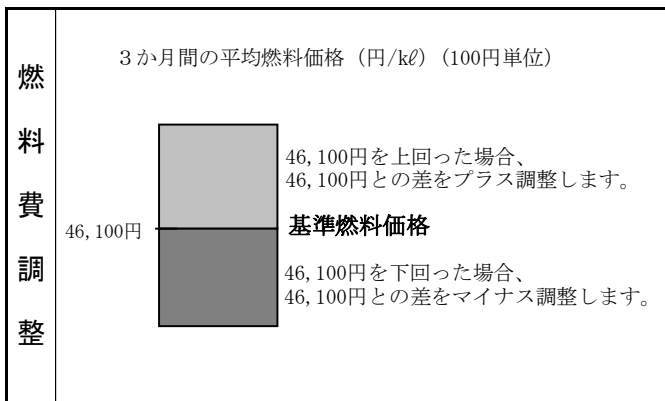 燃料費調整
３か月間の平均燃料価格（円/kℓ）（100円単位）
46,100円を上回った場合、
46,100円との差をプラス調整します。
46,100円
基準燃料価格
46,100円を下回った場合、
46,100円との差をマイナス調整します。